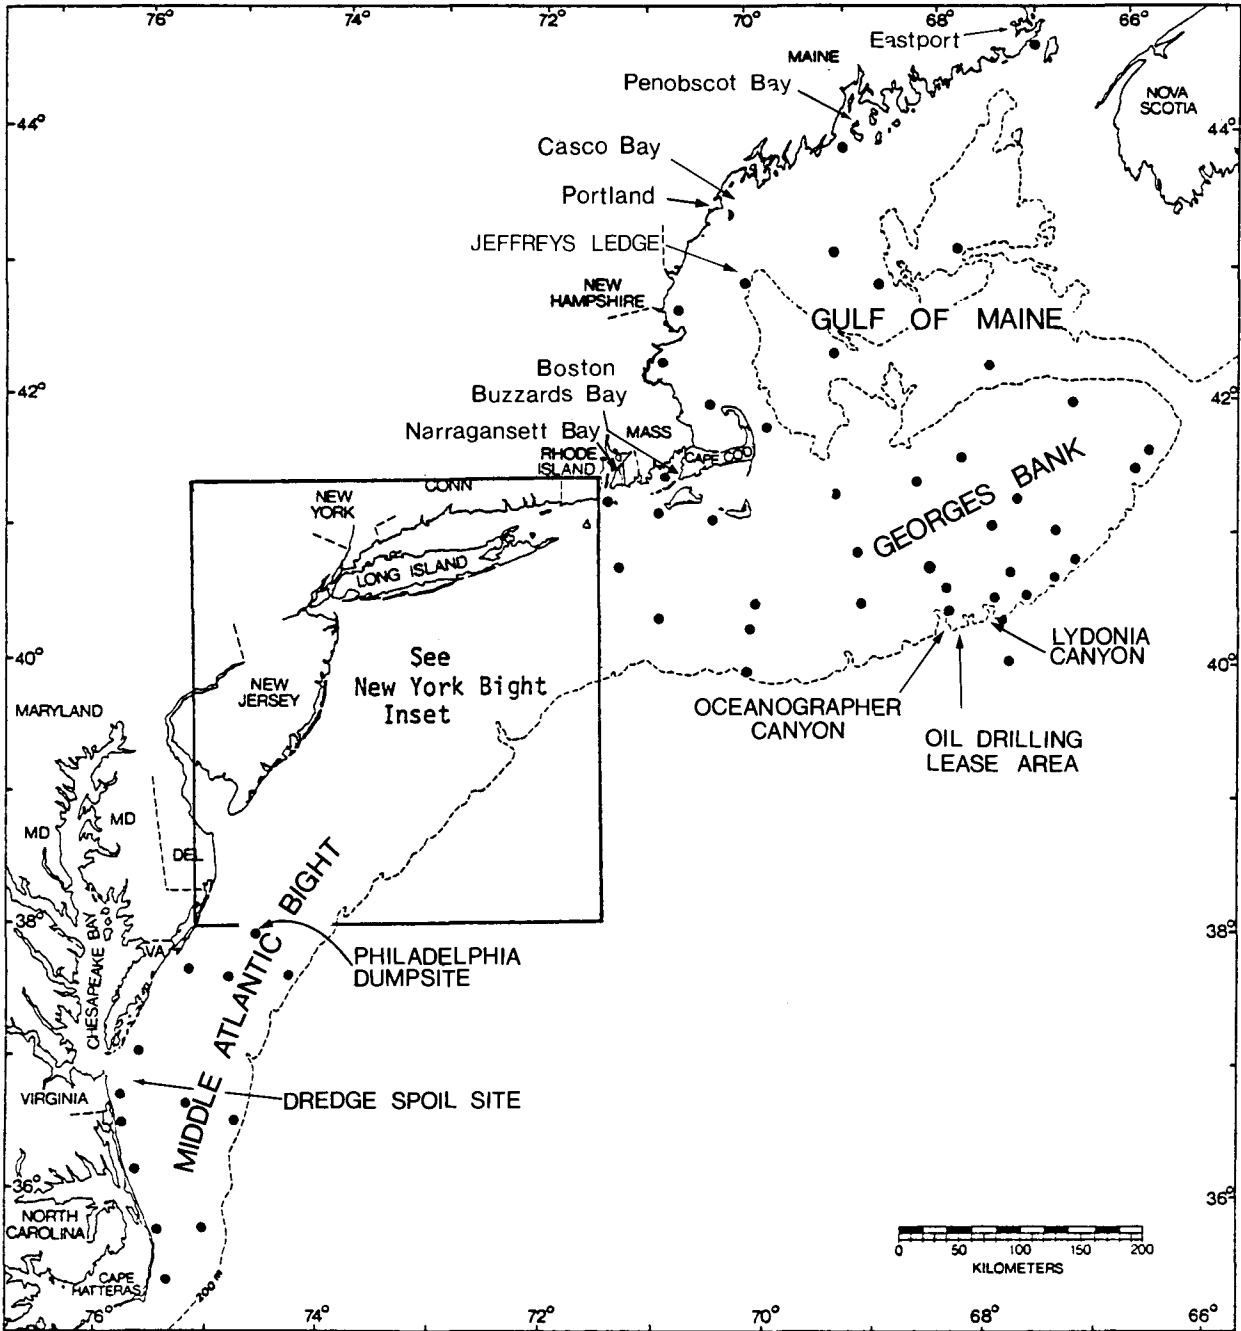 76°
74°
70°
68°
66°
Eastport
MAINE
Penobscot Bay
NOVA
SCOTIA
44°
44°
Casco Bay
Portland
JEFFREYS LEDGE
NEW
HAMPSHIRE
GULF OF MAINE
Boston
Buzzards Bay
42°
42°
Narragansett Bay
MASS
RHODE
ISLAND
CAPE COD
CONN
NEW
YORK
GEORGES BANK
LONG ISLAND
See
New York Bight
Inset
LYDONIA
CANYON
40°
40°
NEW
JERSEY
OCEANOGRAPHER
CANYON
MARYLAND
OIL DRILLING
LEASE AREA
MD
MD
DEL
38°
38°
CHESAPEAKE BAY
VA
PHILADELPHIA
DUMPSITE
MIDDLE ATLANTIC BIGHT
VIRGINIA
DREDGE SPOIL SITE
36°
36°
NORTH
CAROLINA
CAPE
HATTERAS
200 m
0 50 100 150 200
KILOMETERS
76°
74°
72°
70°
68°
66°